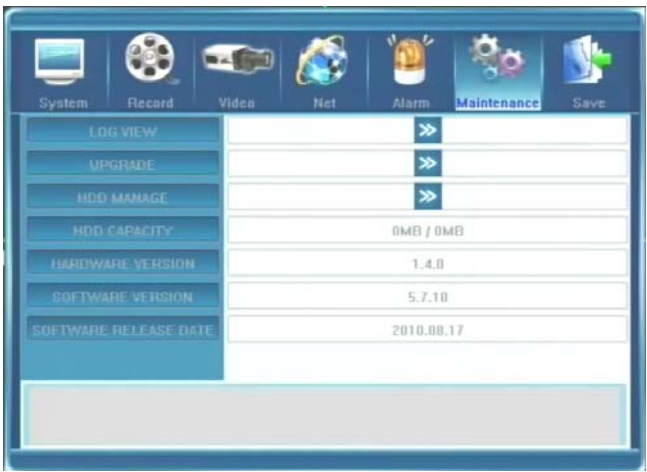 System Record Video Net Alarm Maintenance Save
LOG VIEW
UPGRADE
HDD MANAGE
HDD CAPACITY 0MB / 0MB
HARDWARE VERSION 1.4.0
SOFTWARE VERSION 5.7.10
SOFTWARE RELEASE DATE 2010.08.17